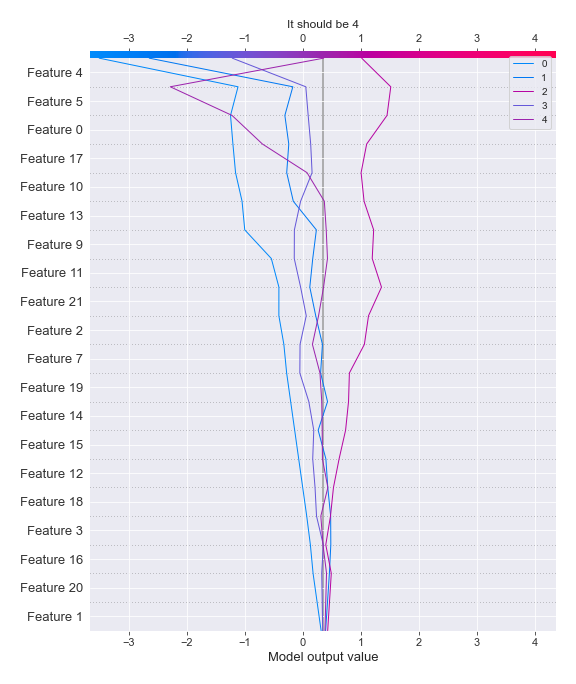 It should be 4
−3 −2 −1 0 1 2 3 4
0
1
2
3
4
Feature 4
Feature 5
Feature 0
Feature 17
Feature 10
Feature 13
Feature 9
Feature 11
Feature 21
Feature 2
Feature 7
Feature 19
Feature 14
Feature 15
Feature 12
Feature 18
Feature 3
Feature 16
Feature 20
Feature 1
−3 −2 −1 0 1 2 3 4
Model output value